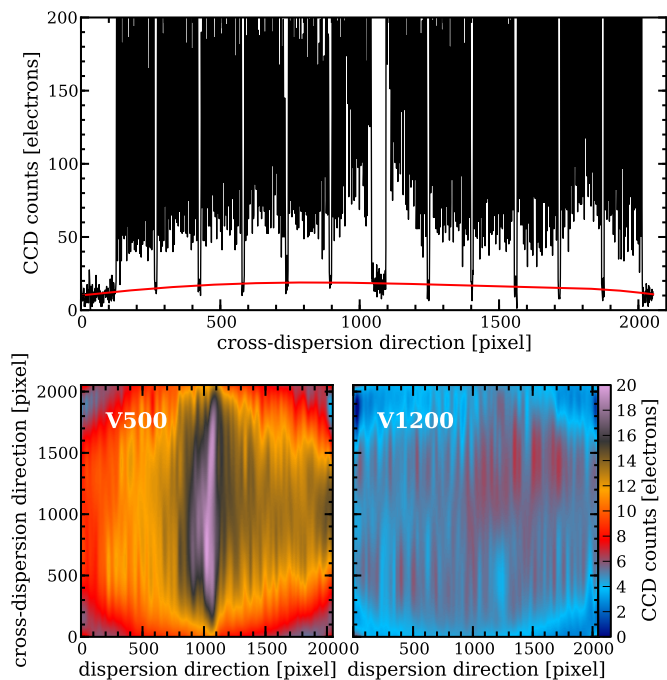 200
150
100
50
0
CCD counts [electrons]
0 500 1000 1500 2000
cross-dispersion direction [pixel]
2000
1500
1000
500
0
cross-dispersion direction [pixel]
V500
0 500 1000 1500 2000
dispersion direction [pixel]
V1200
0 500 1000 1500 2000
dispersion direction [pixel]
20
18
16
14
12
10
8
6
4
2
0
CCD counts [electrons]